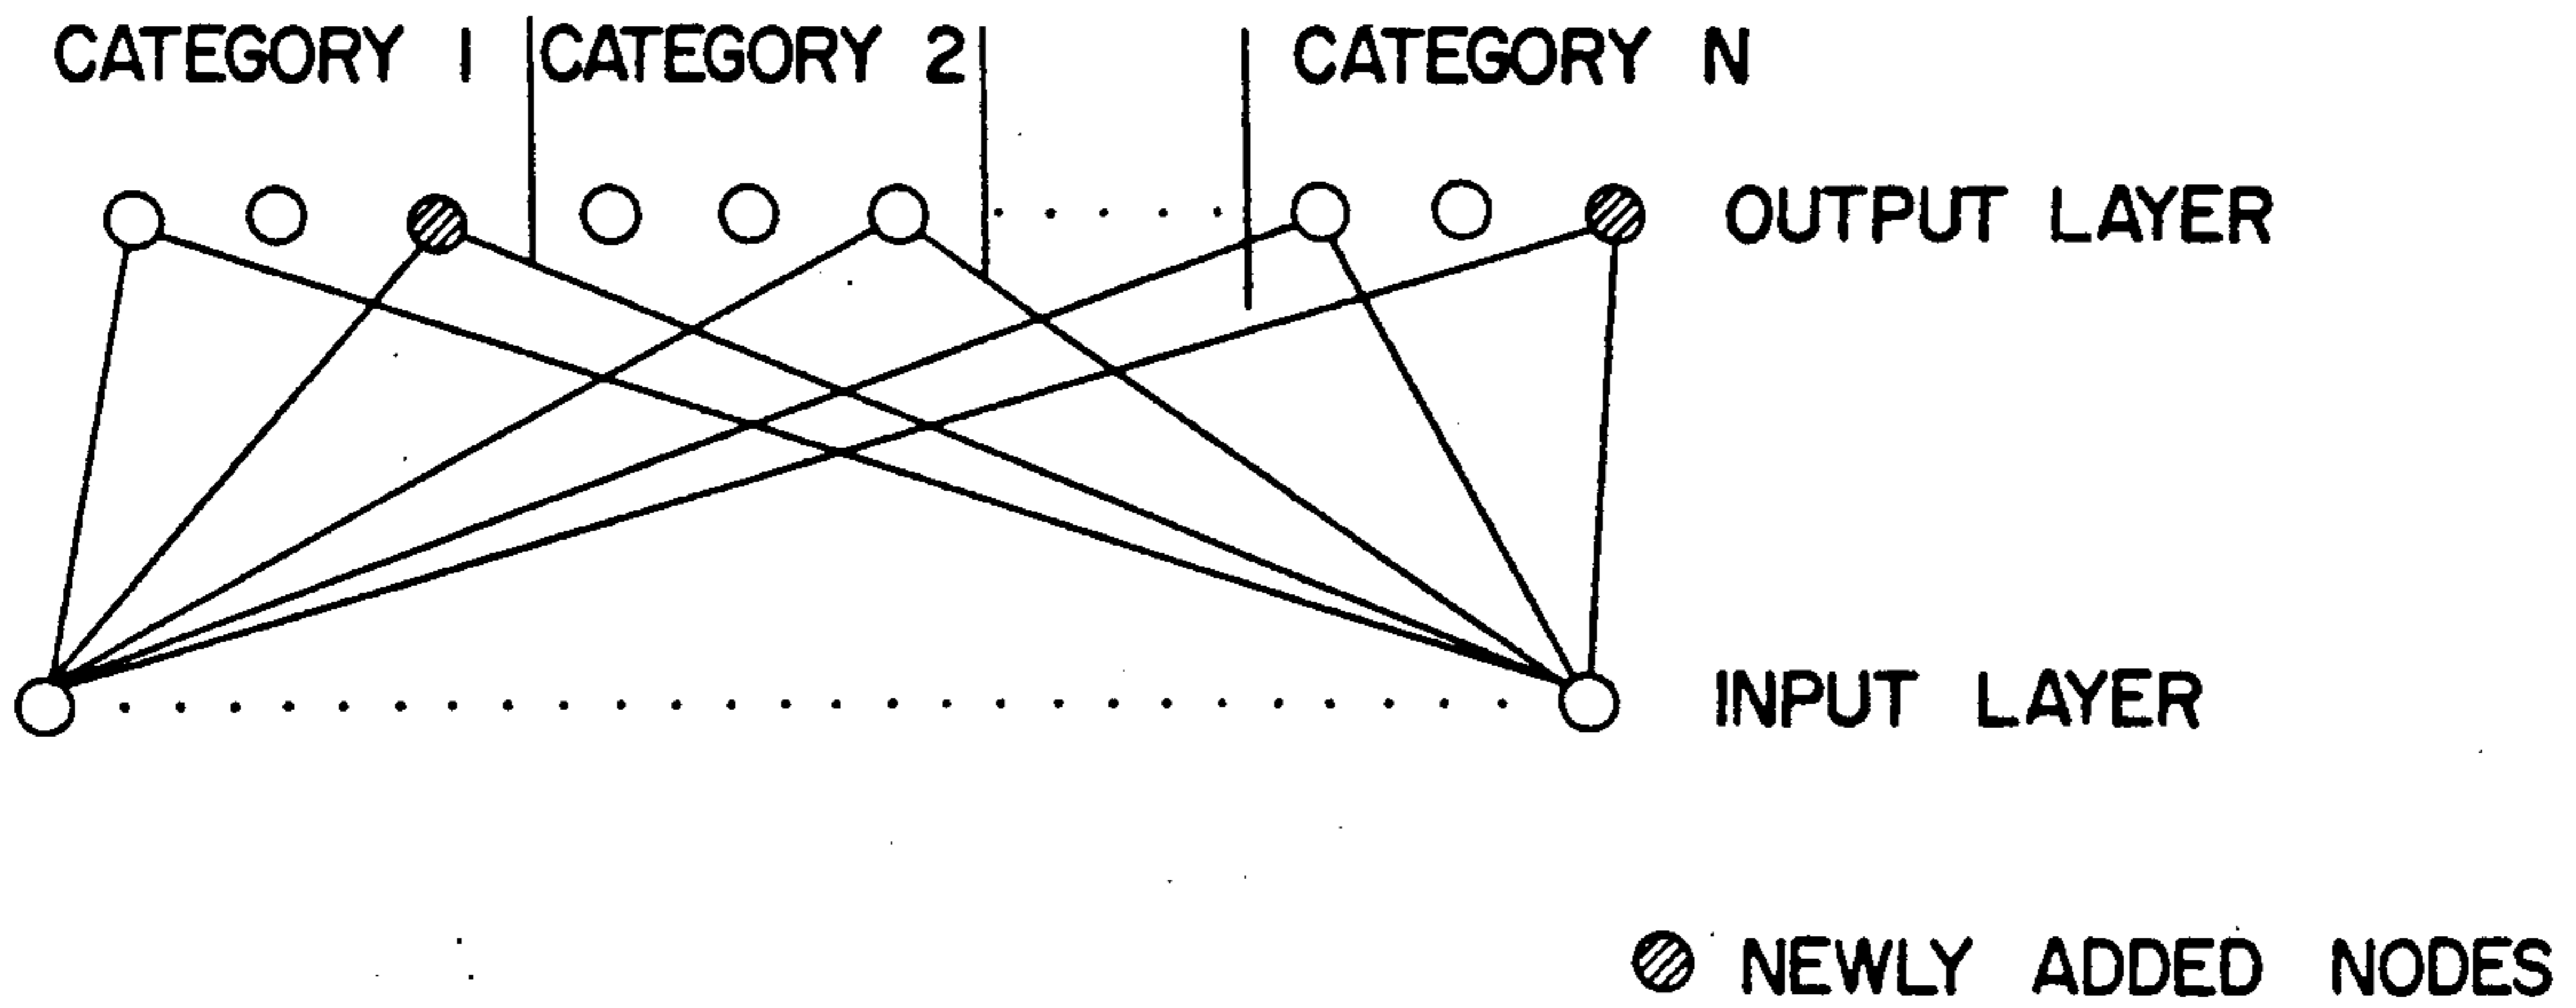 CATEGORY 1 CATEGORY 2 CATEGORY N
OUTPUT LAYER
INPUT LAYER
NEWLY ADDED NODES